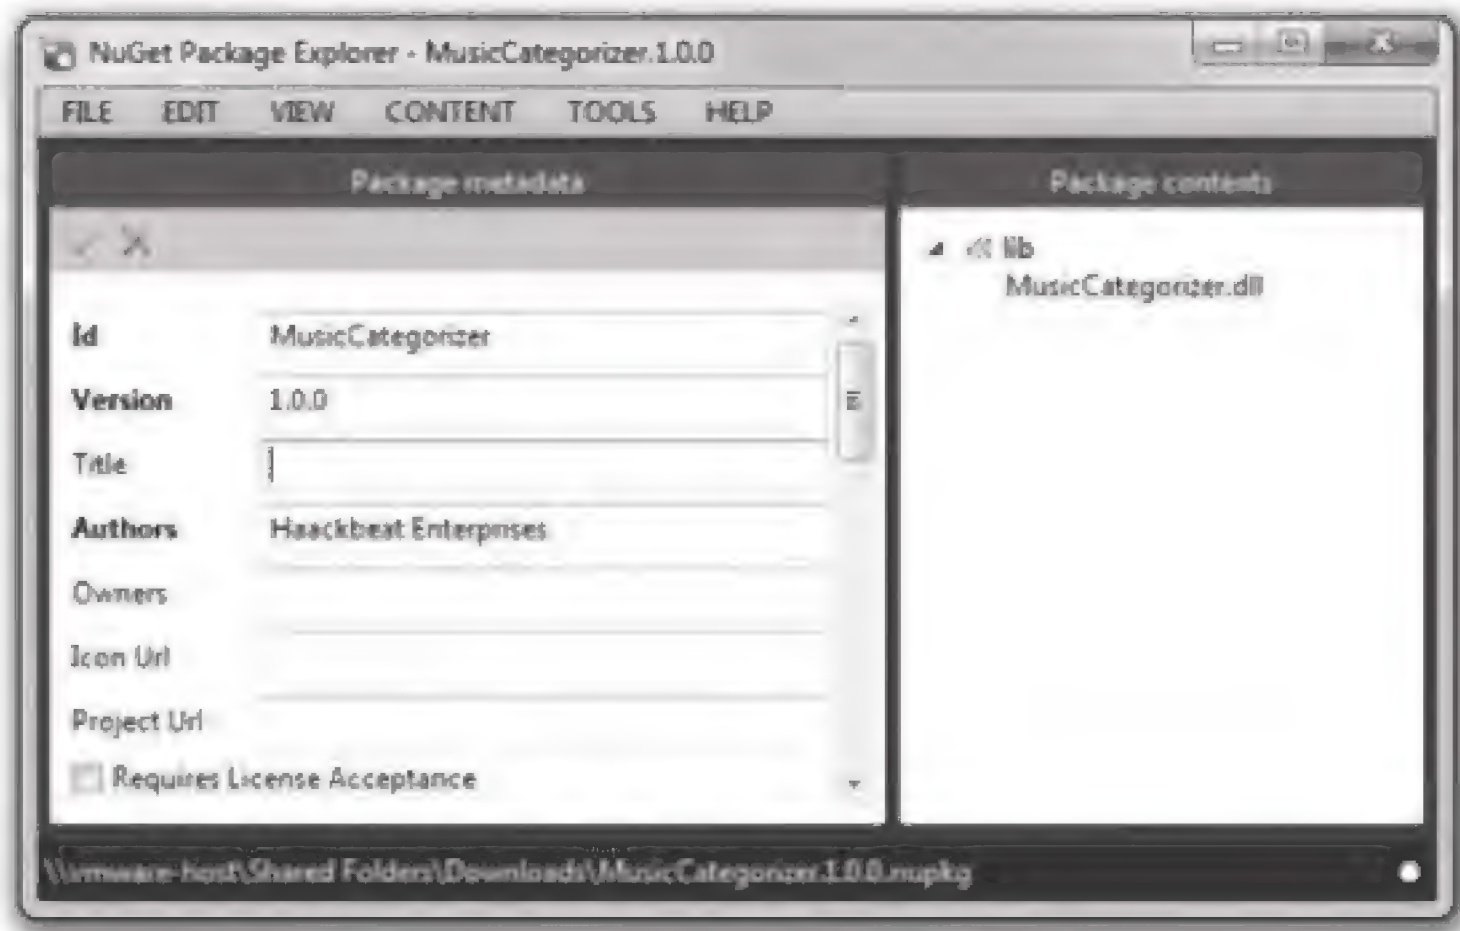 NuGet Package Explorer - MusicCategorizer.1.0.0
FILE EDIT VIEW CONTENT TOOLS HELP
Package metadata
Id MusicCategorizer
Version 1.0.0
Title
Authors Haackbeat Enterprises
Owners
Icon Url
Project Url
Requires License Acceptance
Package contents
lib
MusicCategorizer.dll
\\vmware-host\Shared Folders\Downloads\MusicCategorizer.1.0.0.nupkg